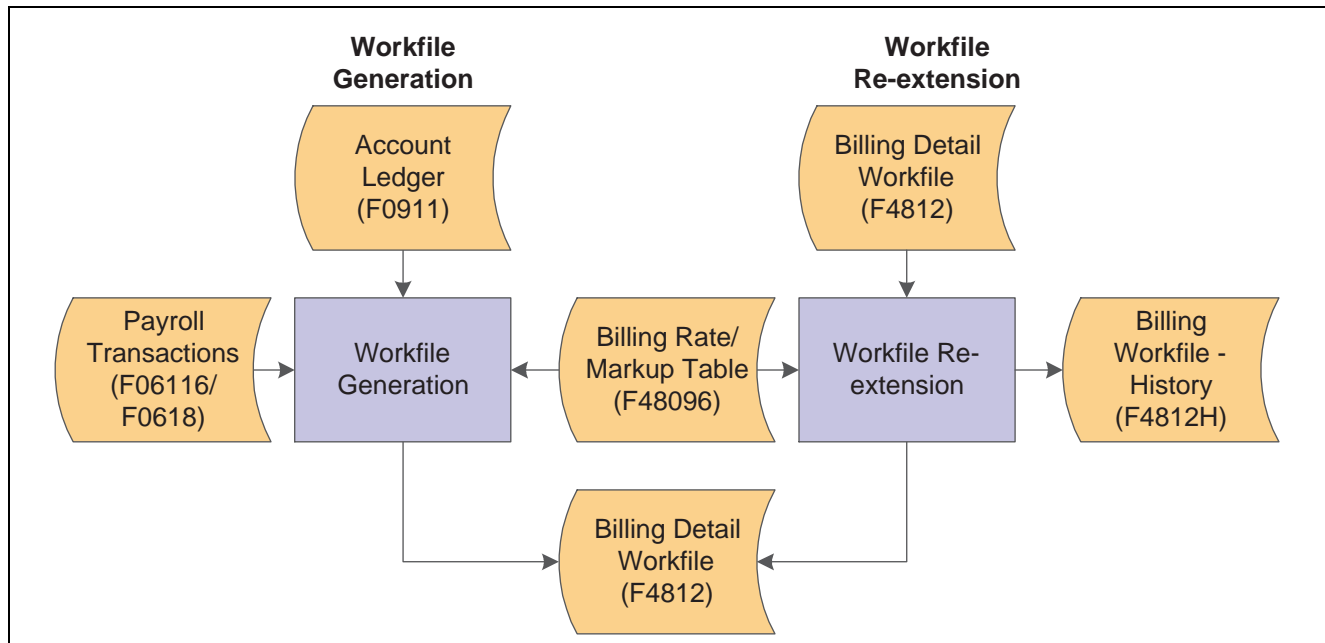 Workfile
Generation
Workfile
Re-extension
Account
Ledger
(F0911)
Billing Detail
Workfile
(F4812)
Payroll
Transactions
(F06116/
F0618)
Workfile
Generation
Billing Rate/
Markup Table
(F48096)
Workfile Re-
extension
Billing
Workfile -
History
(F4812H)
Billing Detail
Workfile
(F4812)